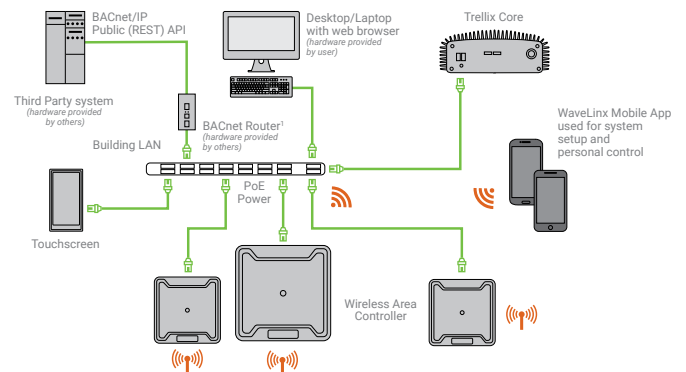 BACnet/IP
Public (REST) API
Desktop/Laptop
with web browser
(hardware provided
by user)
Trellix Core
Third Party system
(hardware provided
by others)
BACnet Router¹
(hardware provided
by others)
Building LAN
WaveLinx Mobile App
used for system
setup and
personal control
PoE
Power
Touchscreen
Wireless Area
Controller